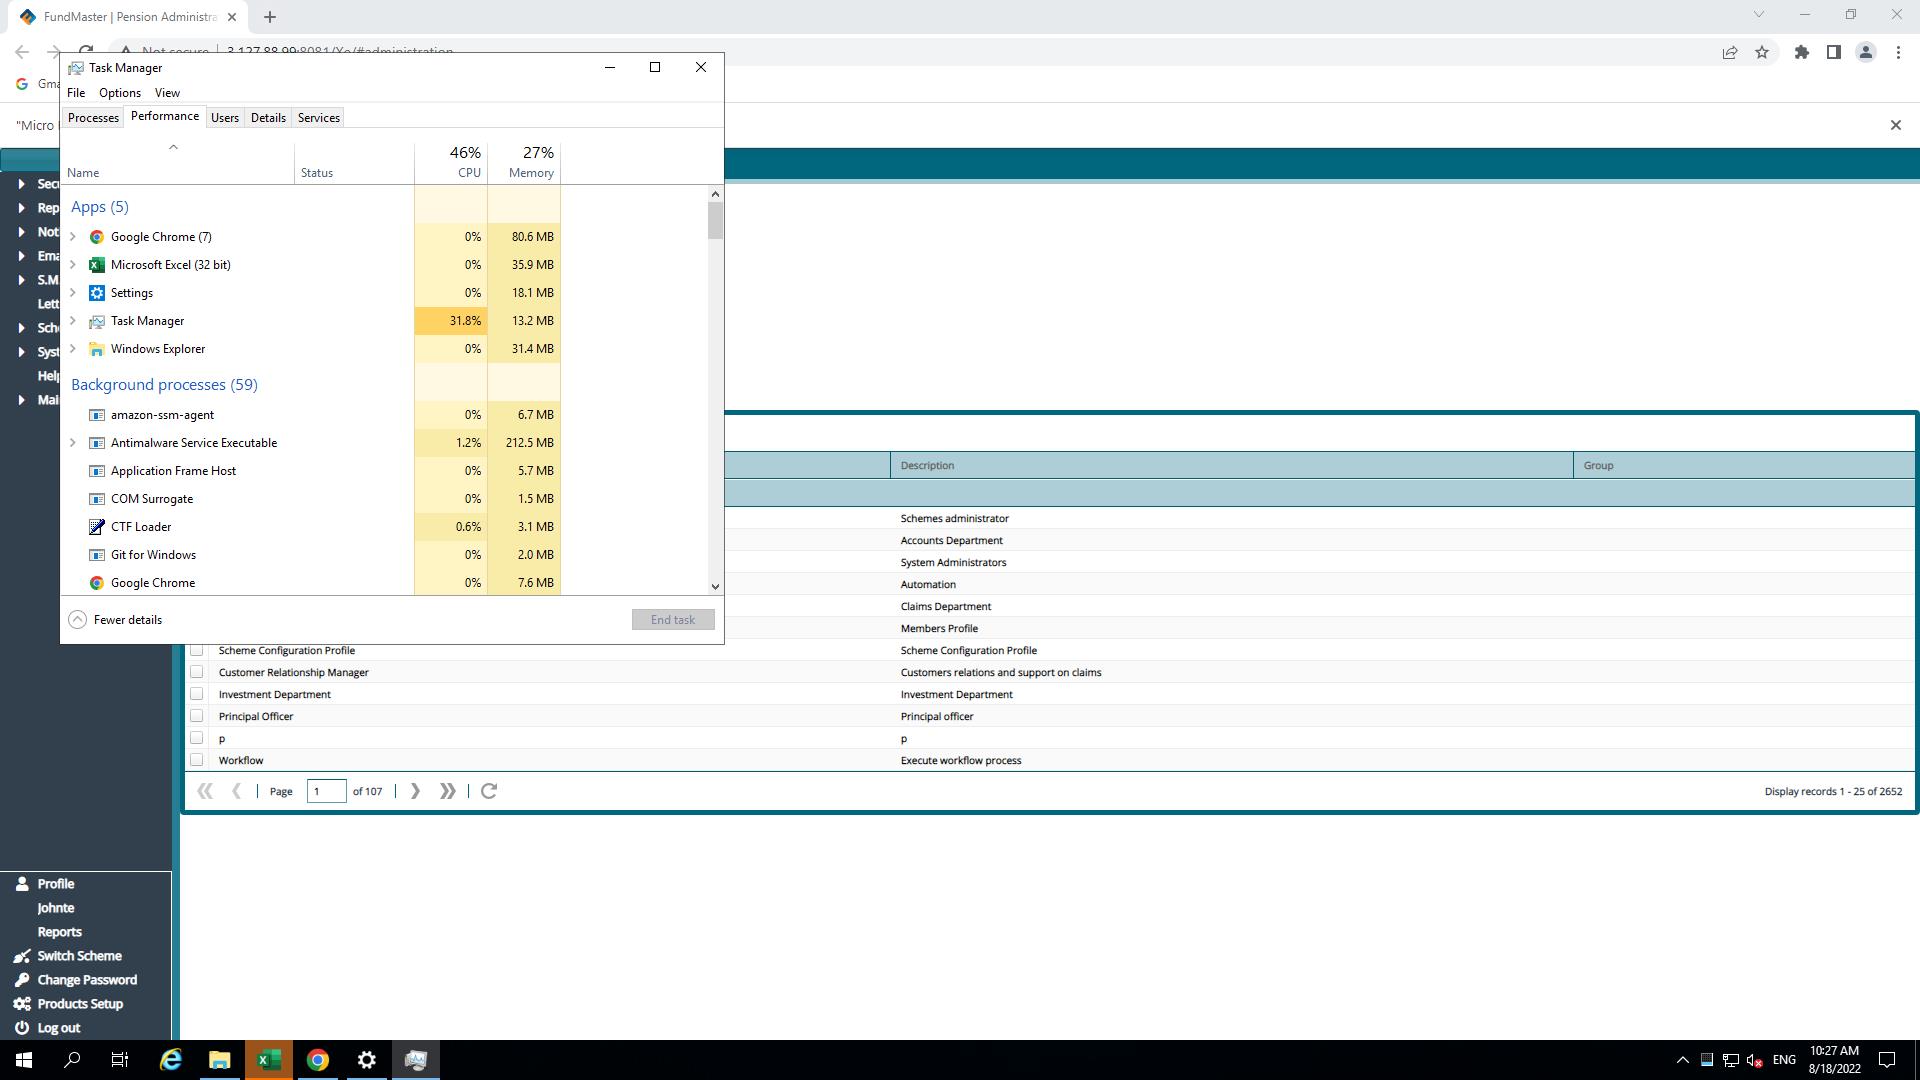 FundMaster | Pension Administra
Not secure | 3.127.88.99:8081/Xe/#administration
Gma
"Micro
Task Manager
File Options View
Processes Performance Users Details Services
46% 27%
Name Status CPU Memory
Apps (5)
Google Chrome (7) 0% 80.6 MB
Microsoft Excel (32 bit) 0% 35.9 MB
Settings 0% 18.1 MB
Task Manager 31.8% 13.2 MB
Windows Explorer 0% 31.4 MB
Background processes (59)
amazon-ssm-agent 0% 6.7 MB
Antimalware Service Executable 1.2% 212.5 MB
Application Frame Host 0% 5.7 MB
COM Surrogate 0% 1.5 MB
CTF Loader 0.6% 3.1 MB
Git for Windows 0% 2.0 MB
Google Chrome 0% 7.6 MB
Fewer details End task
Secu
Rep
Noti
Ema
S.M.
Lett
Sche
Syst
Help
Mai
Description Group
Schemes administrator
Accounts Department
System Administrators
Automation
Claims Department
Members Profile
Scheme Configuration Profile Scheme Configuration Profile
Customer Relationship Manager Customers relations and support on claims
Investment Department Investment Department
Principal Officer Principal officer
p p
Workflow Execute workflow process
Page 1 of 107 Display records 1 - 25 of 2652
Profile
Johnte
Reports
Switch Scheme
Change Password
Products Setup
Log out
ENG
10:27 AM
8/18/2022